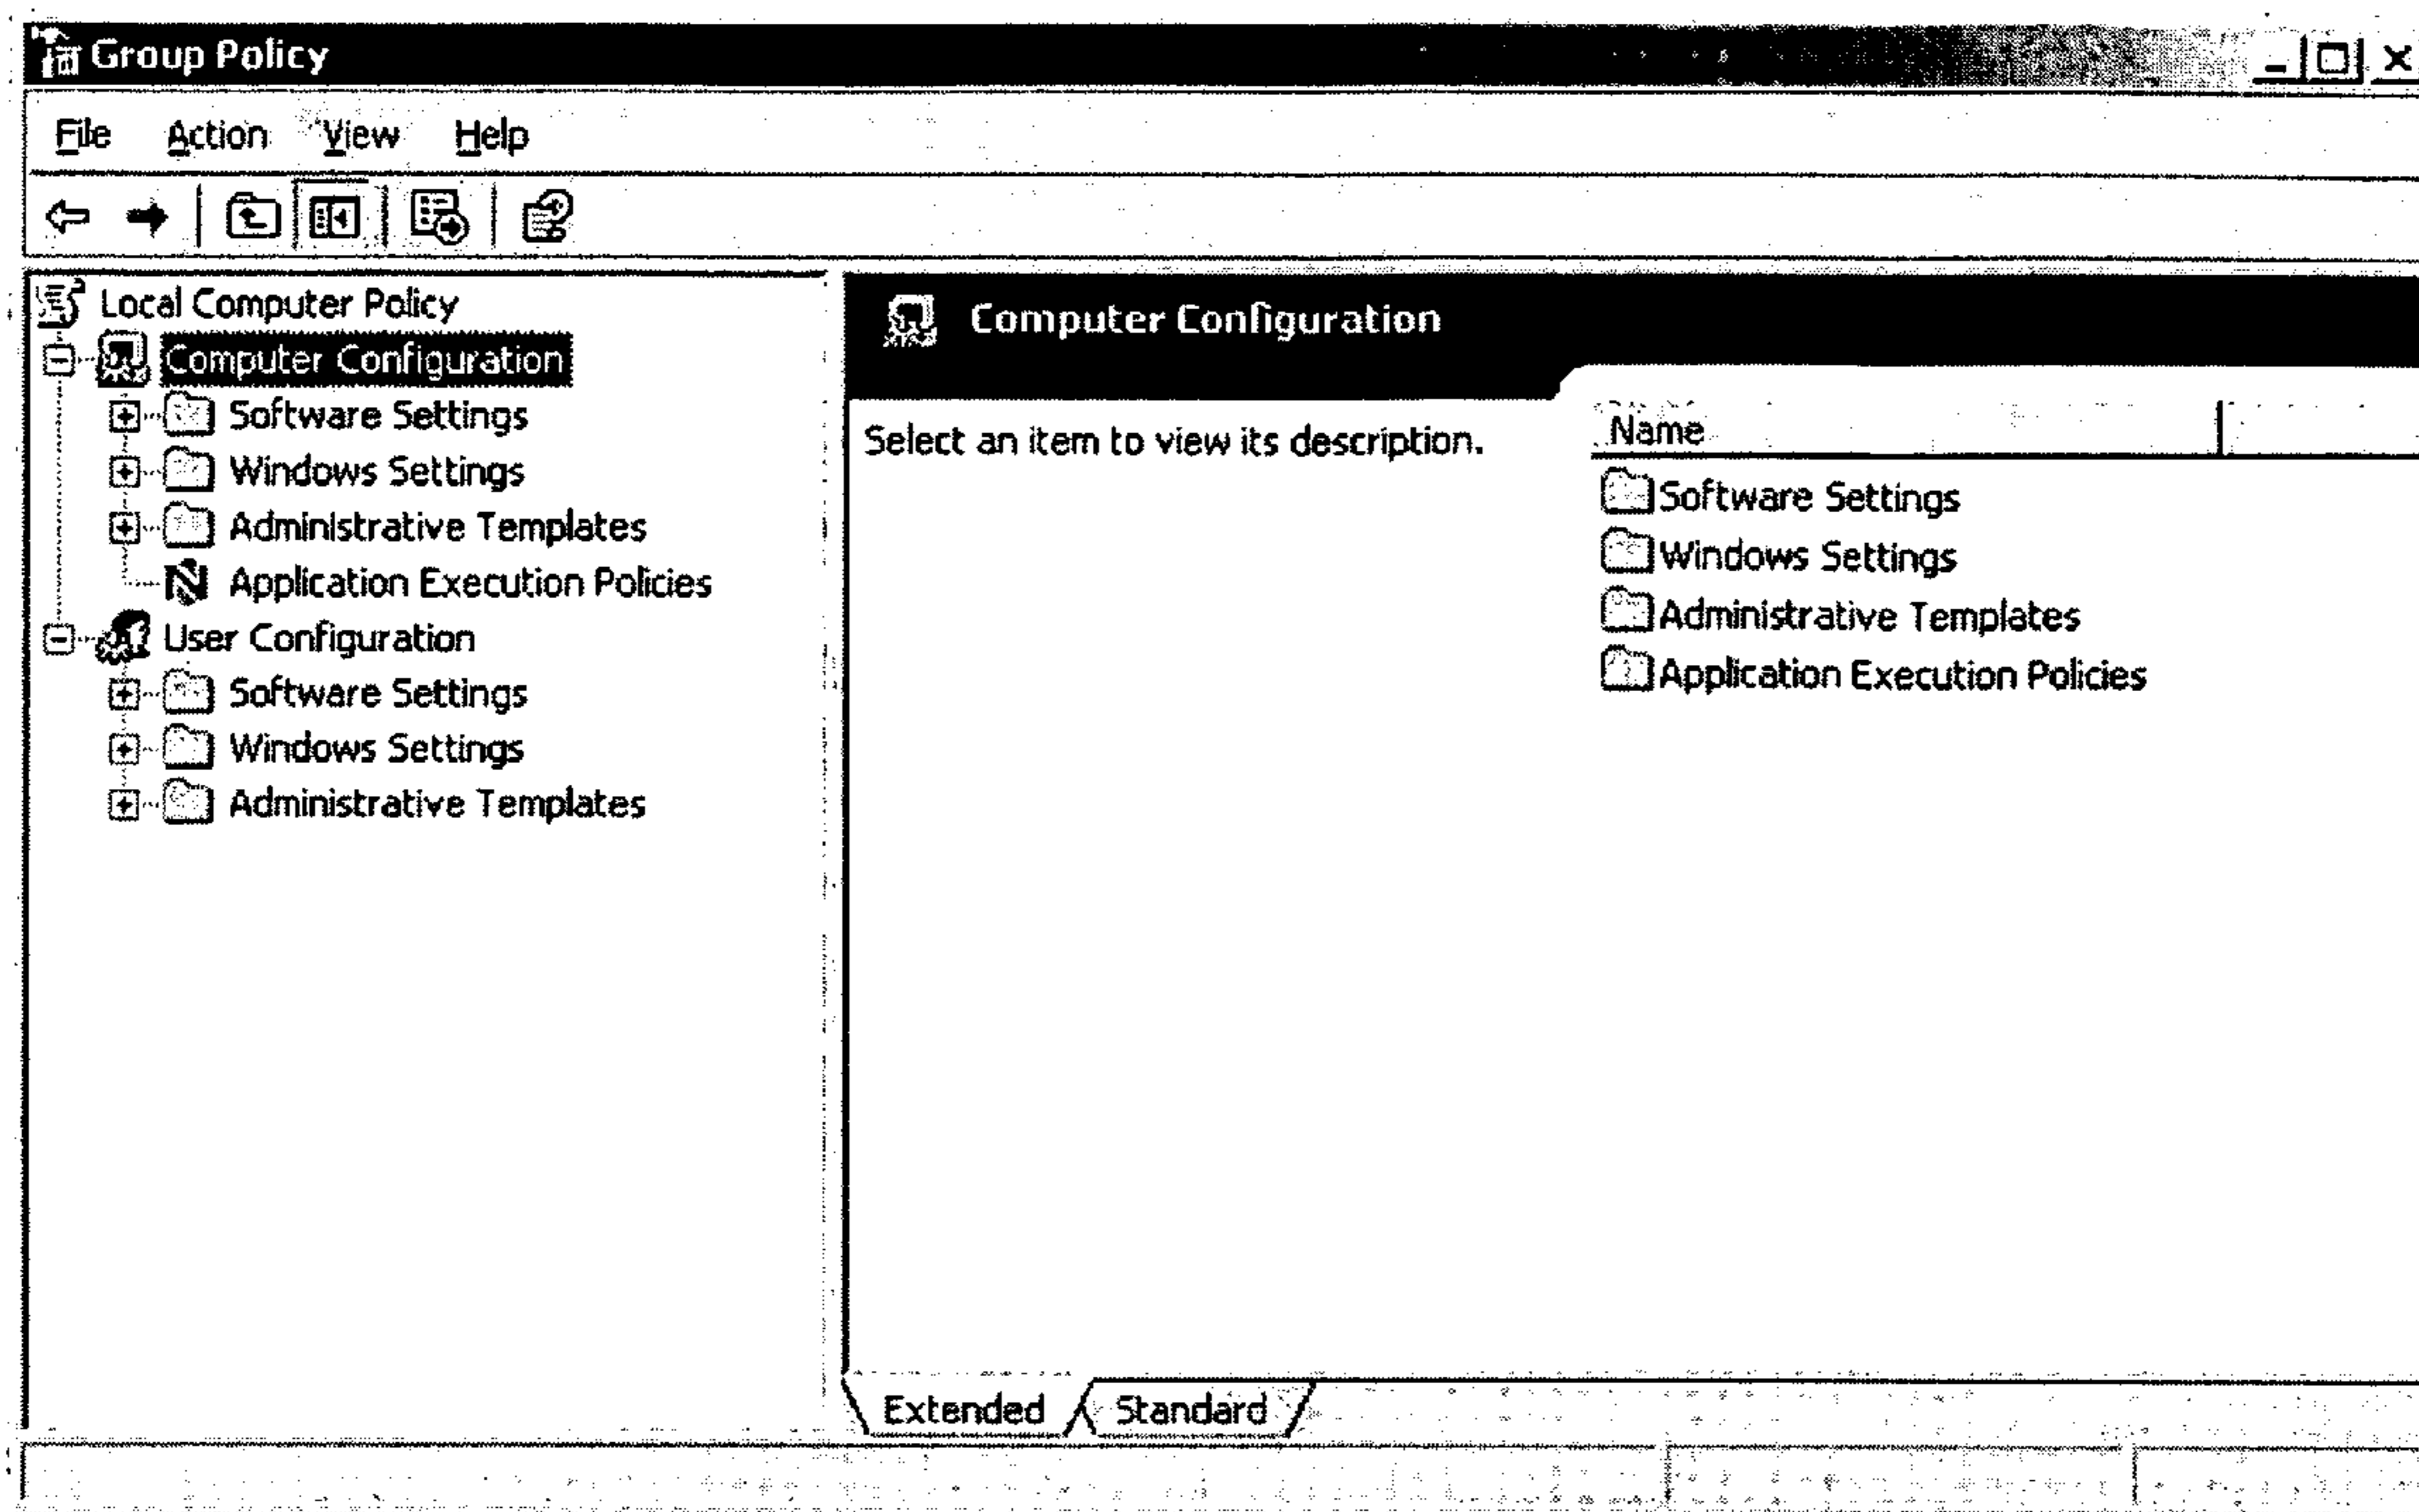 Group Policy
File Action View Help
Local Computer Policy
Computer Configuration
Software Settings
Windows Settings
Administrative Templates
Application Execution Policies
User Configuration
Software Settings
Windows Settings
Administrative Templates
Computer Configuration
Select an item to view its description.
Name
Software Settings
Windows Settings
Administrative Templates
Application Execution Policies
Extended Standard